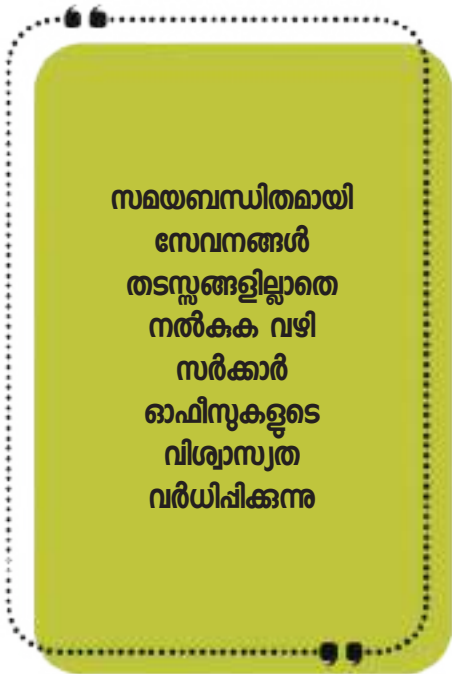 സമയബന്ധിതമായി
സേവനങ്ങൾ
തടസ്സങ്ങളില്ലാതെ
നൽകുക വഴി
സർക്കാർ
ഓഫീസുകളുടെ
വിശ്വാസ്യത
വർധിപ്പിക്കുന്നു